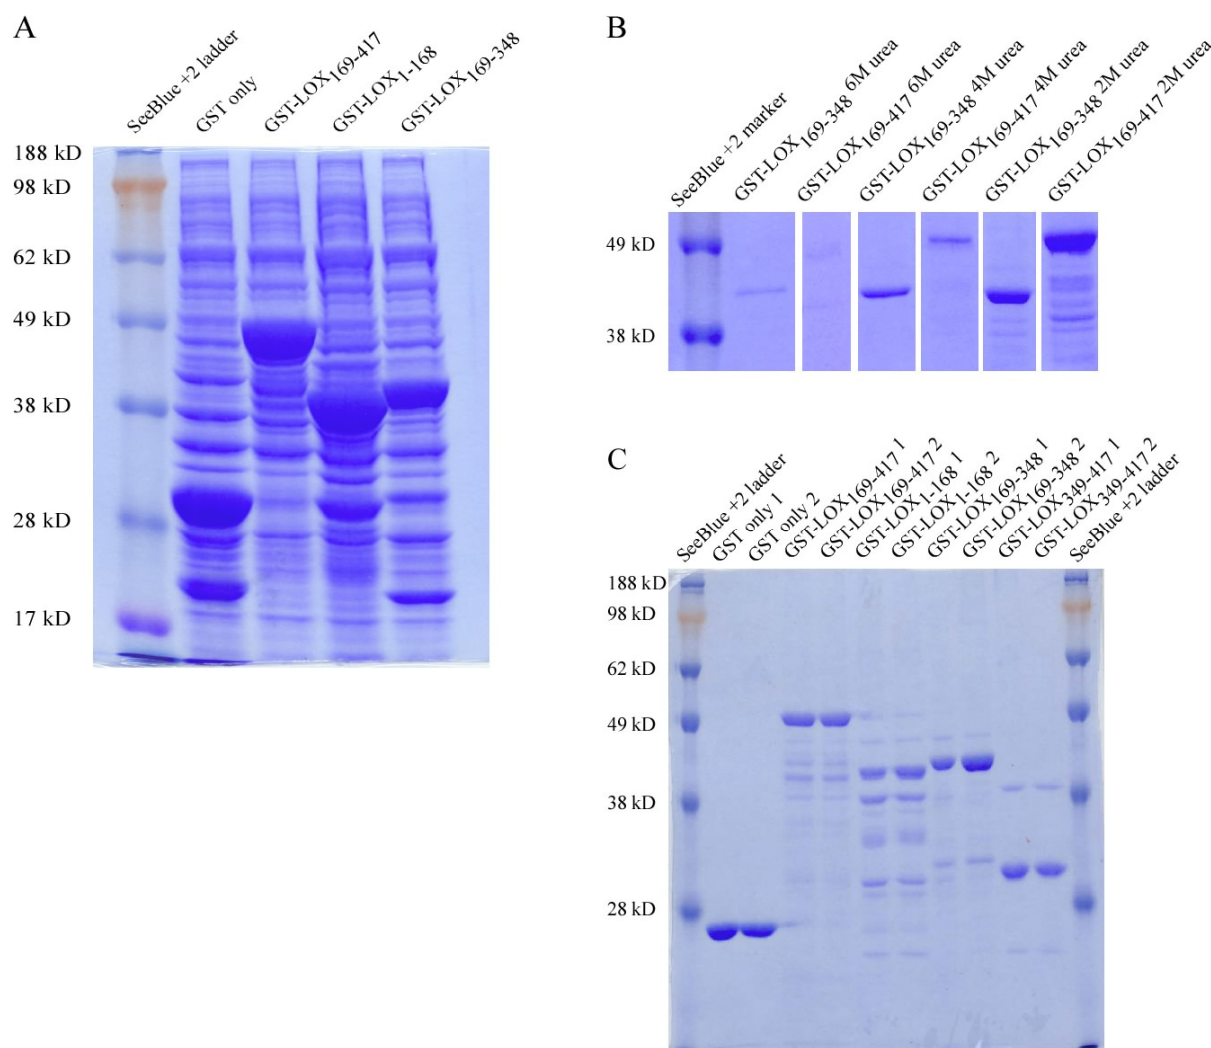 A
SeeBlue +2 ladder
GST only
GST-LOX169-417
GST-LOX1-168
GST-LOX169-348
188 kD
98 kD
62 kD
49 kD
38 kD
28 kD
17 kD
B
SeeBlue +2 marker
GST-LOX169-348 6M urea
GST-LOX169-417 6M urea
GST-LOX169-348 4M urea
GST-LOX169-417 4M urea
GST-LOX169-348 2M urea
GST-LOX169-417 2M urea
49 kD
38 kD
C
SeeBlue +2 ladder
GST only 1
GST only 2
GST-LOX169-417 1
GST-LOX169-417 2
GST-LOX1-168 1
GST-LOX1-168 2
GST-LOX169-348 1
GST-LOX169-348 2
GST-LOX349-417 1
GST-LOX349-417 2
SeeBlue +2 ladder
188 kD
98 kD
62 kD
49 kD
38 kD
28 kD